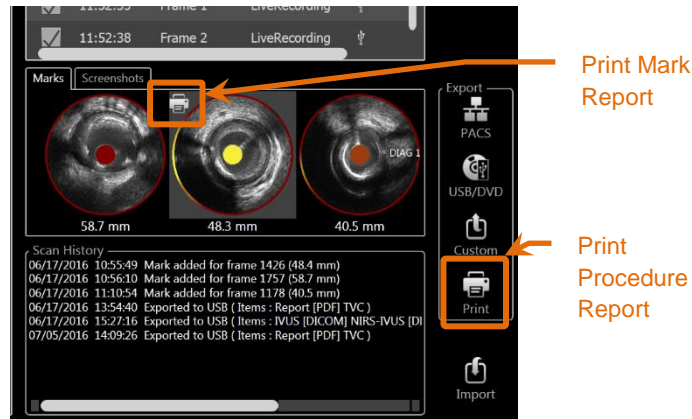 11:52:35 Frame 1 LiveRecording
11:52:38 Frame 2 LiveRecording
Marks Screenshots
DIAG 1
58.7 mm 48.3 mm 40.5 mm
Scan History
06/17/2016 10:55:49 Mark added for frame 1426 (48.4 mm)
06/17/2016 10:56:10 Mark added for frame 1757 (58.7 mm)
06/17/2016 11:10:54 Mark added for frame 1178 (40.5 mm)
06/17/2016 13:54:40 Exported to USB ( Items : Report [PDF] TVC )
06/17/2016 15:27:16 Exported to USB ( Items : IVUS [DICOM] NIRS-IVUS [DI
07/05/2016 14:09:26 Exported to USB ( Items : Report [PDF] TVC )
Export
PACS
USB/DVD
Custom
Print
Import
Print Mark
Report
Print
Procedure
Report